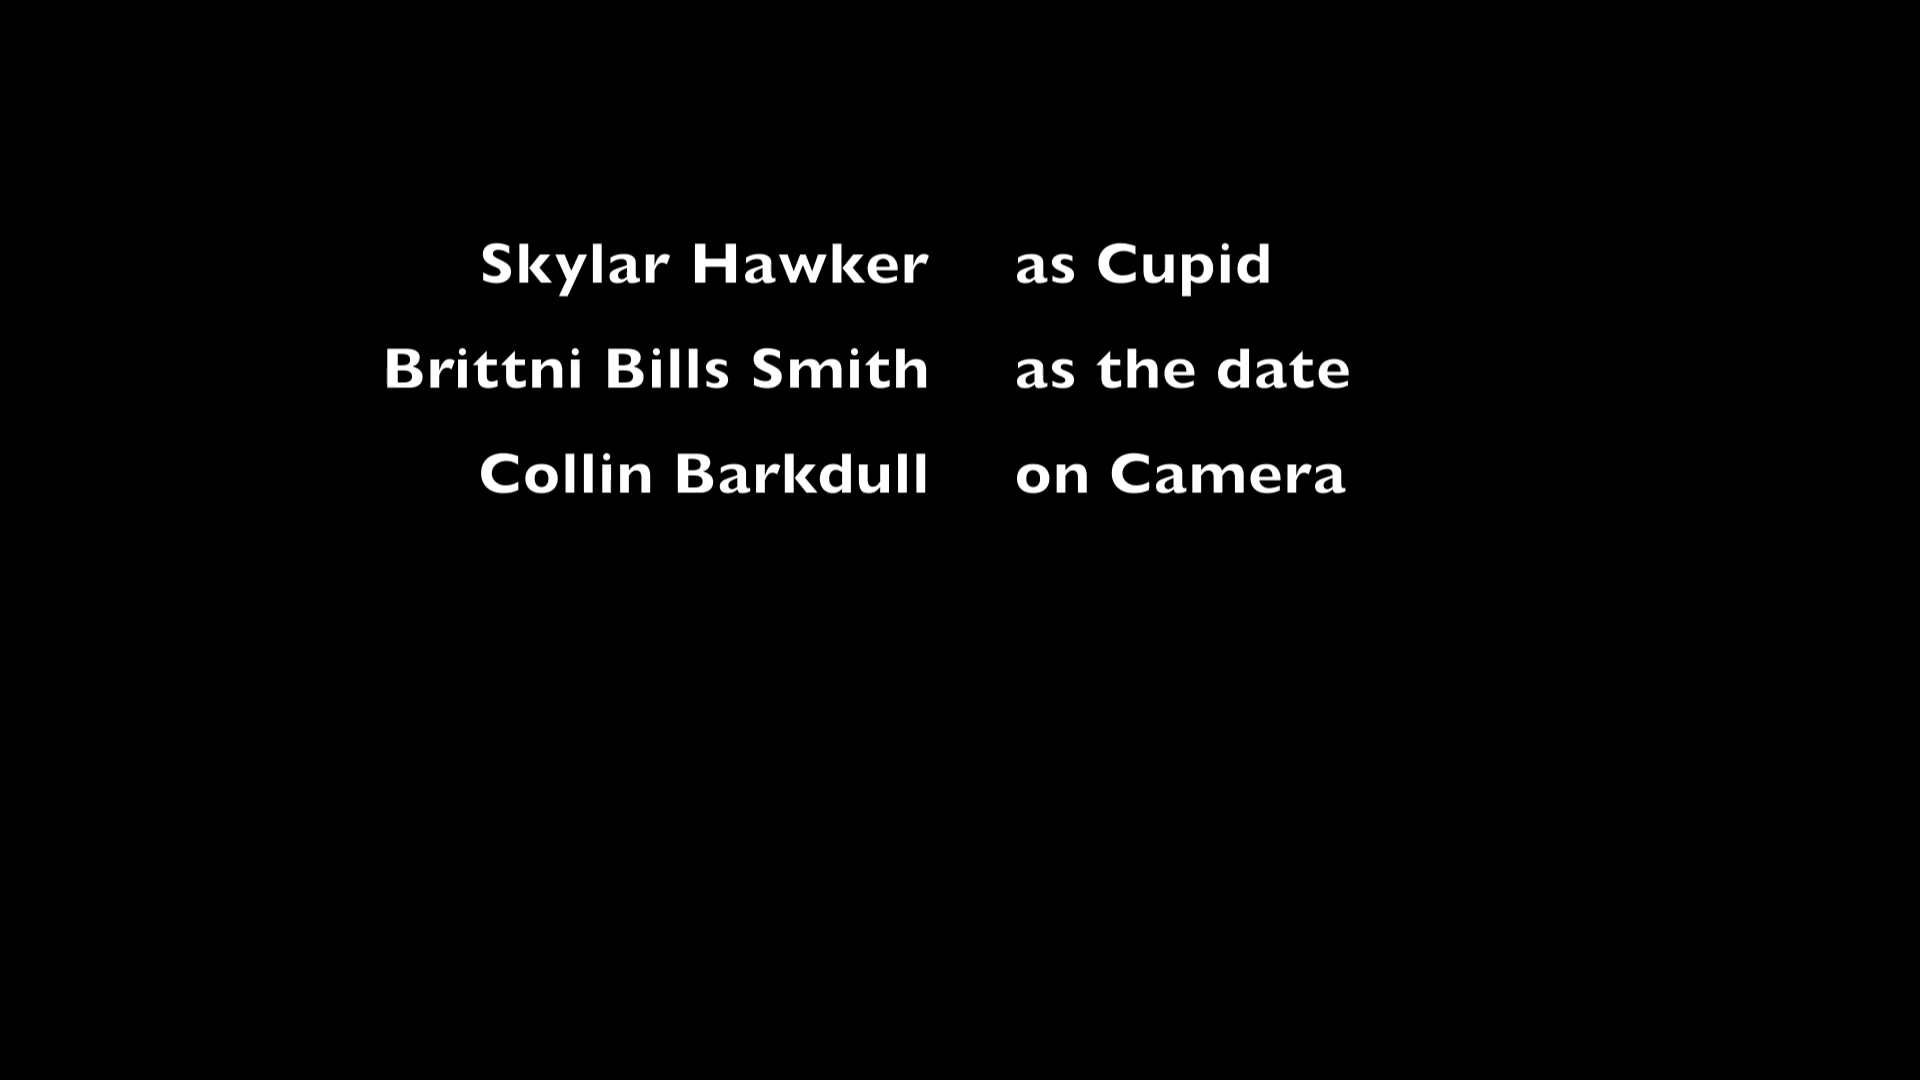 Skylar Hawker as Cupid
Brittni Bills Smith as the date
Collin Barkdull on Camera